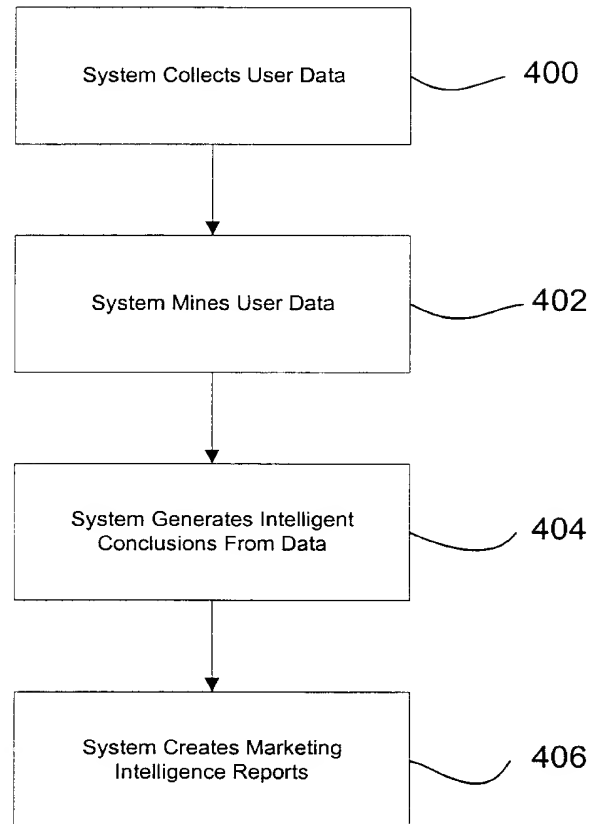 System Collects User Data
400
System Mines User Data
402
System Generates Intelligent
Conclusions From Data
404
System Creates Marketing
Intelligence Reports
406